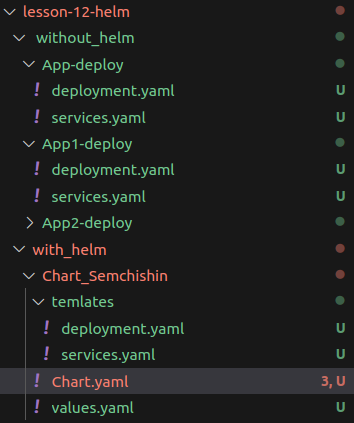 lesson-12-helm
without_helm
App-deploy
! deployment.yaml U
! services.yaml U
App1-deploy
! deployment.yaml U
! services.yaml U
App2-deploy
with_helm
Chart_Semchishin
temlates
! deployment.yaml U
! services.yaml U
! Chart.yaml 3, U
! values.yaml U